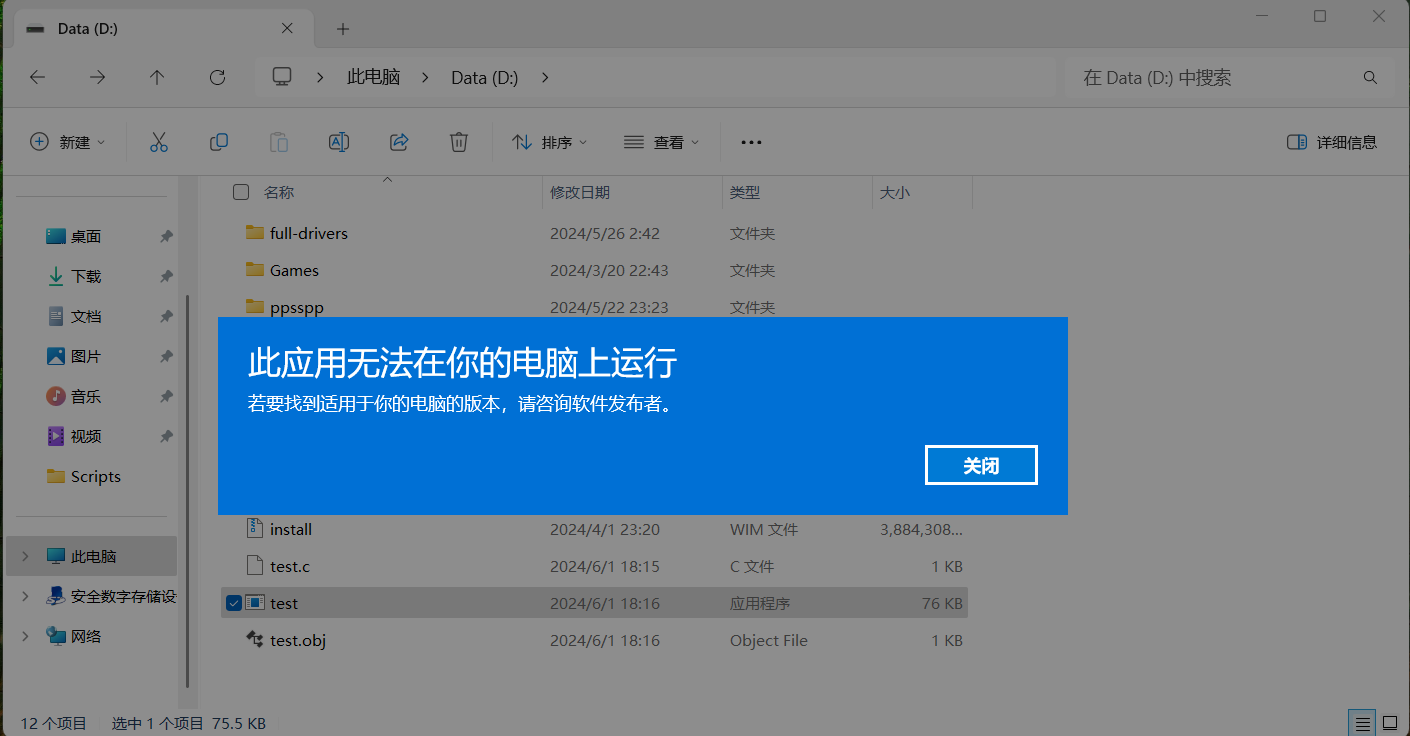 Data (D:)
此电脑 Data (D:)
在 Data (D:) 中搜索
新建 排序 查看 详细信息
名称 修改日期 类型 大小
桌面
下载
文档
图片
音乐
视频
Scripts
此电脑
安全数字存储设
网络
full-drivers 2024/5/26 2:42 文件夹
Games 2024/3/20 22:43 文件夹
ppsspp 2024/5/22 23:23 文件夹
此应用无法在你的电脑上运行
若要找到适用于你的电脑的版本，请咨询软件发布者。
关闭
install 2024/4/1 23:20 WIM 文件 3,884,308...
test.c 2024/6/1 18:15 C 文件 1 KB
test 2024/6/1 18:16 应用程序 76 KB
test.obj 2024/6/1 18:16 Object File 1 KB
12 个项目 选中 1 个项目 75.5 KB